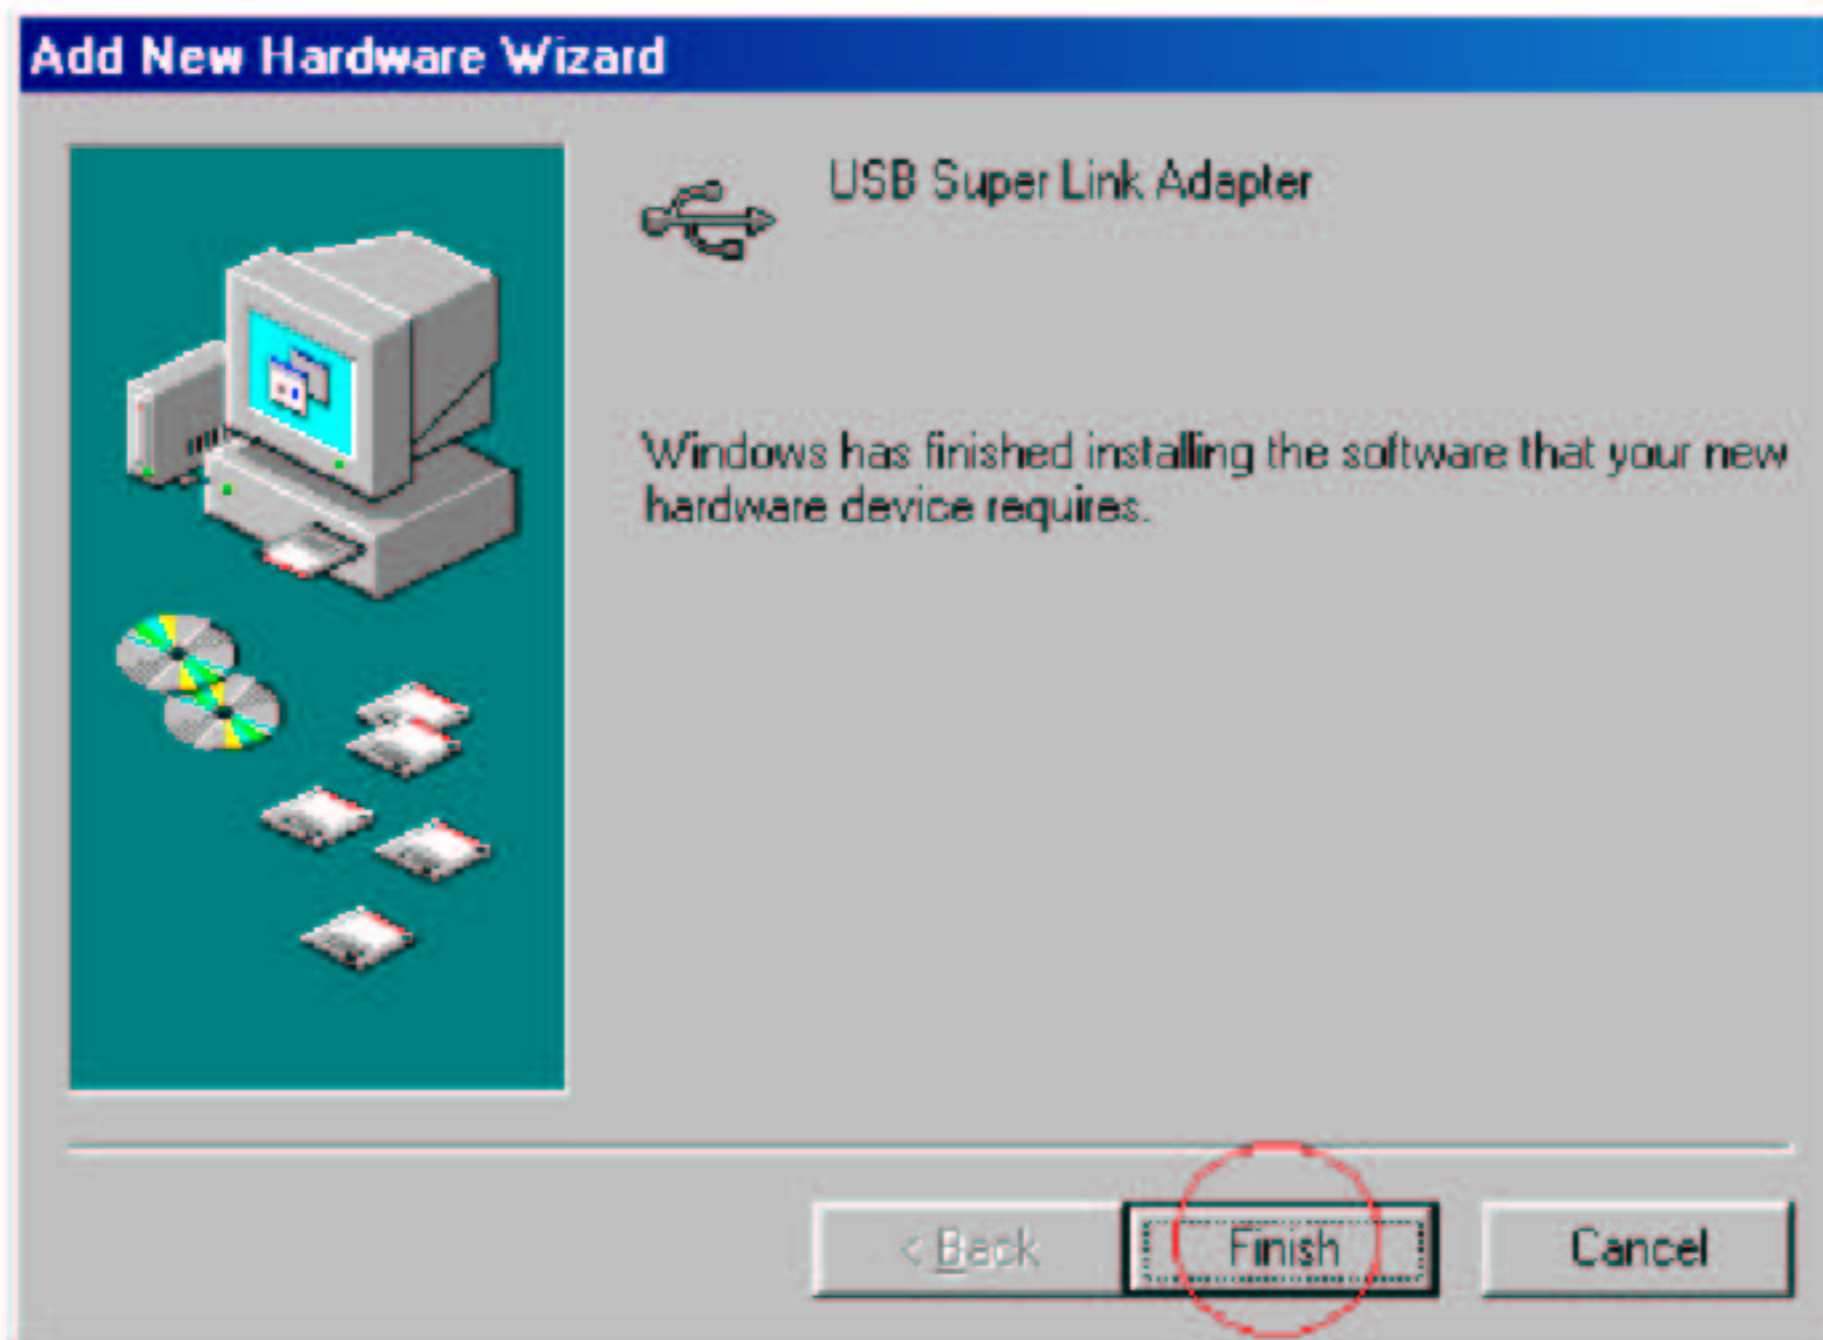 Add New Hardware Wizard
USB Super Link Adapter
Windows has finished installing the software that your new
hardware device requires.
< Back
Finish
Cancel